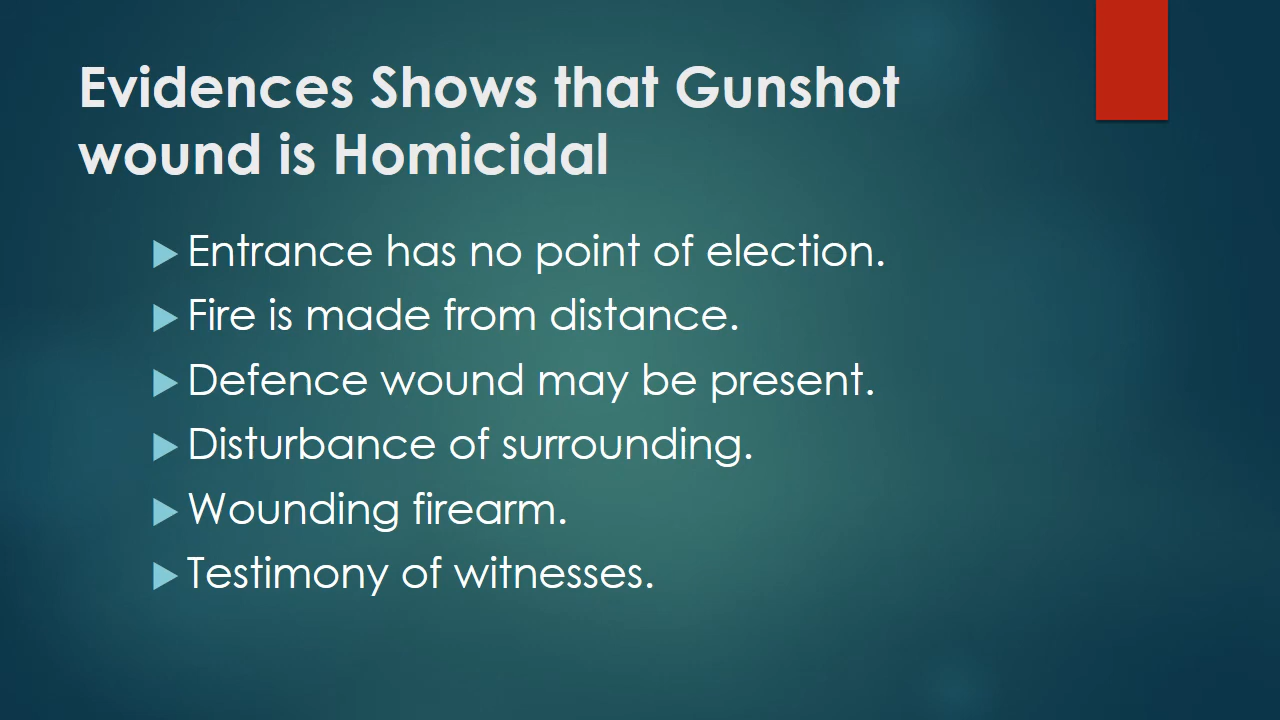 Evidences Shows that Gunshot
wound is Homicidal
Entrance has no point of election.
Fire is made from distance.
Defence wound may be present.
Disturbance of surrounding.
Wounding firearm.
Testimony of witnesses.